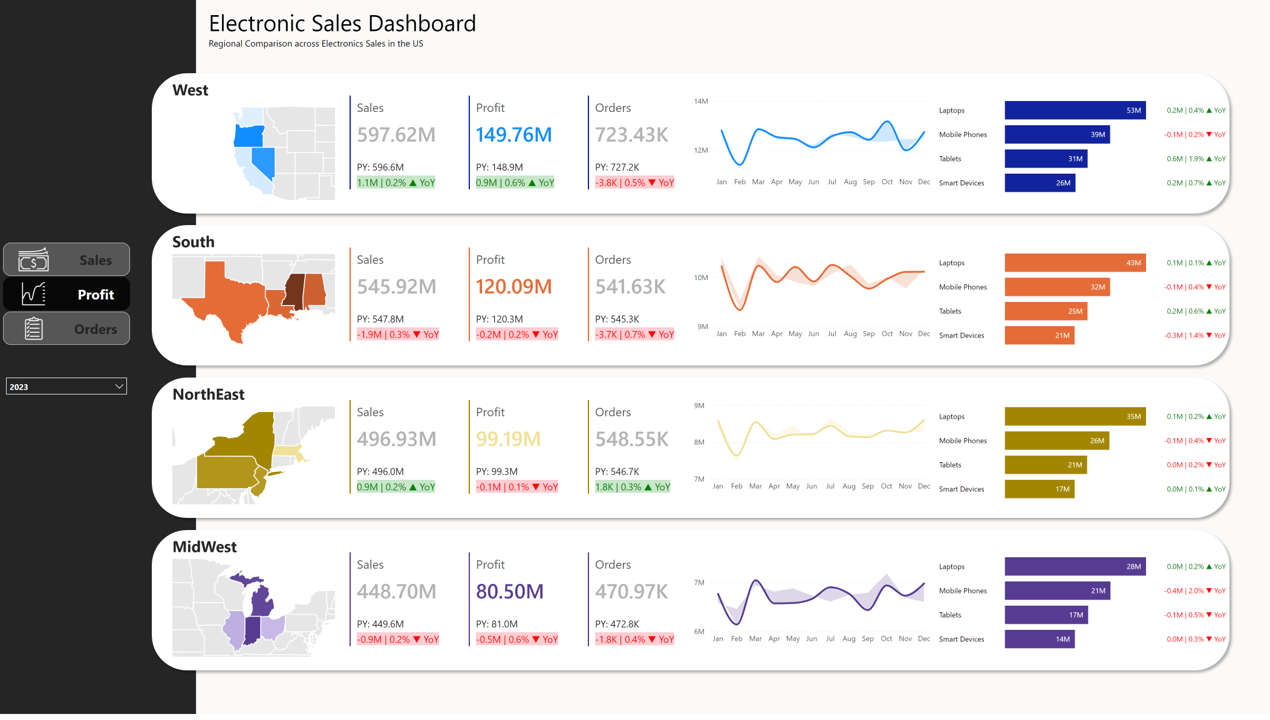 Electronic Sales Dashboard
Regional Comparison across Electronics Sales in the US
Sales
Profit
Orders
2023
West
Sales
597.62M
PY: 596.6M
1.1M | 0.2% ▲ YoY
Profit
149.76M
PY: 148.9M
0.9M | 0.6% ▲ YoY
Orders
723.43K
PY: 727.2K
-3.8K | 0.5% ▼ YoY
14M
12M
Jan Feb Mar Apr May Jun Jul Aug Sep Oct Nov Dec
Laptops 53M 0.2M | 0.4% ▲ YoY
Mobile Phones 39M -0.1M | 0.2% ▼ YoY
Tablets 31M 0.6M | 1.9% ▲ YoY
Smart Devices 26M 0.2M | 0.7% ▲ YoY
South
Sales
545.92M
PY: 547.8M
-1.9M | 0.3% ▼ YoY
Profit
120.09M
PY: 120.3M
-0.2M | 0.2% ▼ YoY
Orders
541.63K
PY: 545.3K
-3.7K | 0.7% ▼ YoY
10M
9M
Jan Feb Mar Apr May Jun Jul Aug Sep Oct Nov Dec
Laptops 43M 0.1M | 0.1% ▲ YoY
Mobile Phones 32M -0.1M | 0.4% ▼ YoY
Tablets 25M 0.2M | 0.6% ▲ YoY
Smart Devices 21M -0.3M | 1.4% ▼ YoY
NorthEast
Sales
496.93M
PY: 496.0M
0.9M | 0.2% ▲ YoY
Profit
99.19M
PY: 99.3M
-0.1M | 0.1% ▼ YoY
Orders
548.55K
PY: 546.7K
1.8K | 0.3% ▲ YoY
9M
8M
7M
Jan Feb Mar Apr May Jun Jul Aug Sep Oct Nov Dec
Laptops 35M 0.1M | 0.2% ▲ YoY
Mobile Phones 26M -0.1M | 0.4% ▼ YoY
Tablets 21M 0.0M | 0.2% ▼ YoY
Smart Devices 17M 0.0M | 0.1% ▲ YoY
MidWest
Sales
448.70M
PY: 449.6M
-0.9M | 0.2% ▼ YoY
Profit
80.50M
PY: 81.0M
-0.5M | 0.6% ▼ YoY
Orders
470.97K
PY: 472.8K
-1.8K | 0.4% ▼ YoY
7M
6M
Jan Feb Mar Apr May Jun Jul Aug Sep Oct Nov Dec
Laptops 28M 0.0M | 0.2% ▲ YoY
Mobile Phones 21M -0.4M | 2.0% ▼ YoY
Tablets 17M -0.1M | 0.5% ▼ YoY
Smart Devices 14M 0.0M | 0.3% ▼ YoY